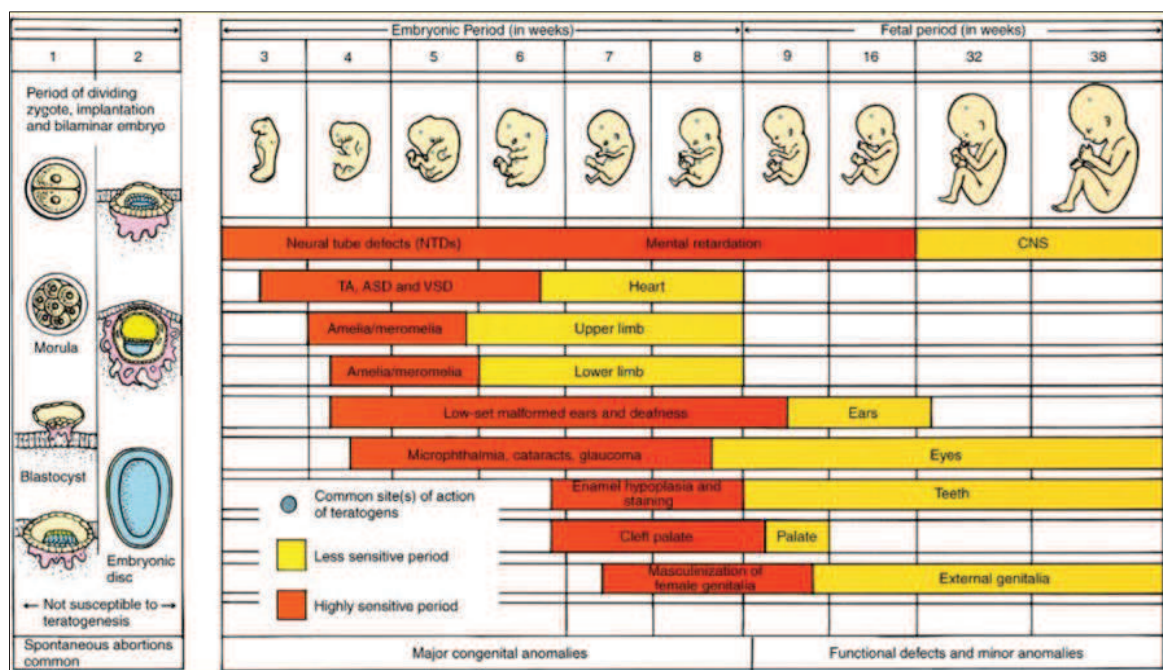 Embryonic Period (in weeks)
Fetal period (in weeks)
1
2
3
4
5
6
7
8
9
16
32
38
Period of dividing
zygote, implantation
and bilaminar embryo
Morula
Blastocyst
Embryonic
disc
Not susceptible to
teratogenesis
Spontaneous abortions
common
Neural tube defects (NTDs)
Mental retardation
CNS
TA, ASD and VSD
Heart
Amelia/meromelia
Upper limb
Amelia/meromelia
Lower limb
Low-set malformed ears and deafness
Ears
Microphthalmia, cataracts, glaucoma
Eyes
Enamel hypoplasia and
staining
Teeth
Cleft palate
Palate
Masculinization of
female genitalia
External genitalia
Common site(s) of action
of teratogens
Less sensitive period
Highly sensitive period
Major congenital anomalies
Functional defects and minor anomalies